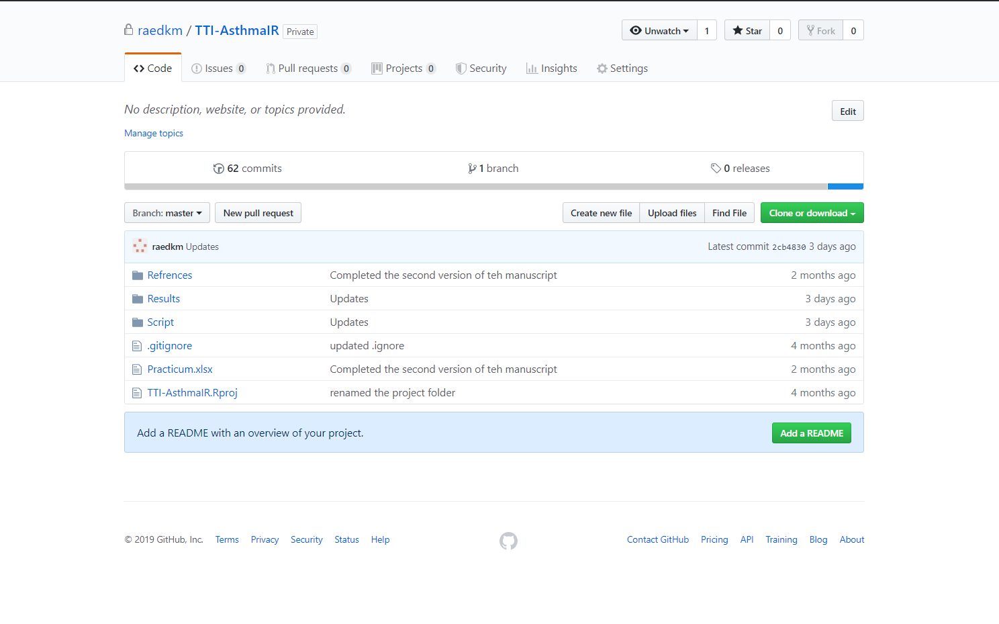 raedkm / TTI-AsthmaIR Private Unwatch 1 Star 0 Fork 0
Code Issues 0 Pull requests 0 Projects 0 Security Insights Settings
No description, website, or topics provided. Edit
Manage topics
62 commits 1 branch 0 releases
Branch: master New pull request Create new file Upload files Find File Clone or download
raedkm Updates Latest commit 2cb4830 3 days ago
Refrences Completed the second version of teh manuscript 2 months ago
Results Updates 3 days ago
Script Updates 3 days ago
.gitignore updated .ignore 4 months ago
Practicum.xlsx Completed the second version of teh manuscript 2 months ago
TTI-AsthmaIR.Rproj renamed the project folder 4 months ago
Add a README with an overview of your project. Add a README
© 2019 GitHub, Inc. Terms Privacy Security Status Help Contact GitHub Pricing API Training Blog About